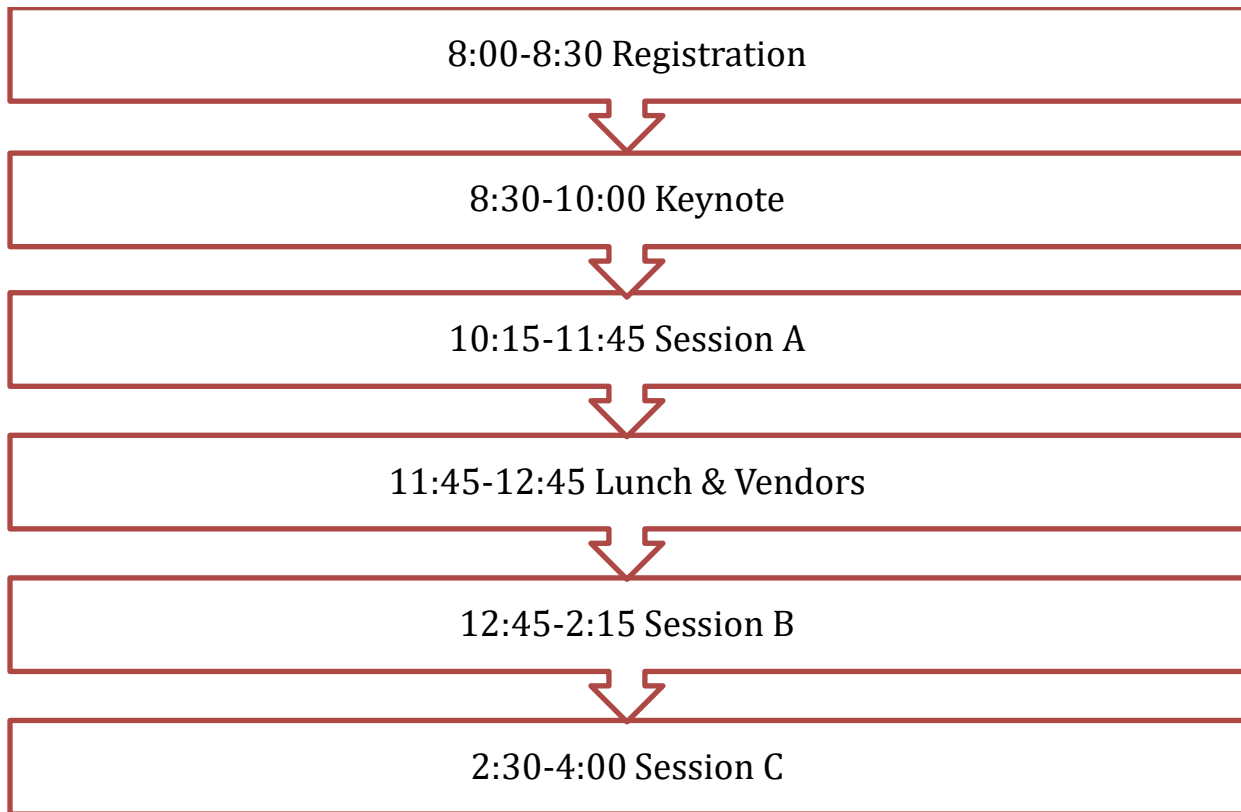 8:00-8:30 Registration
8:30-10:00 Keynote
10:15-11:45 Session A
11:45-12:45 Lunch & Vendors
12:45-2:15 Session B
2:30-4:00 Session C